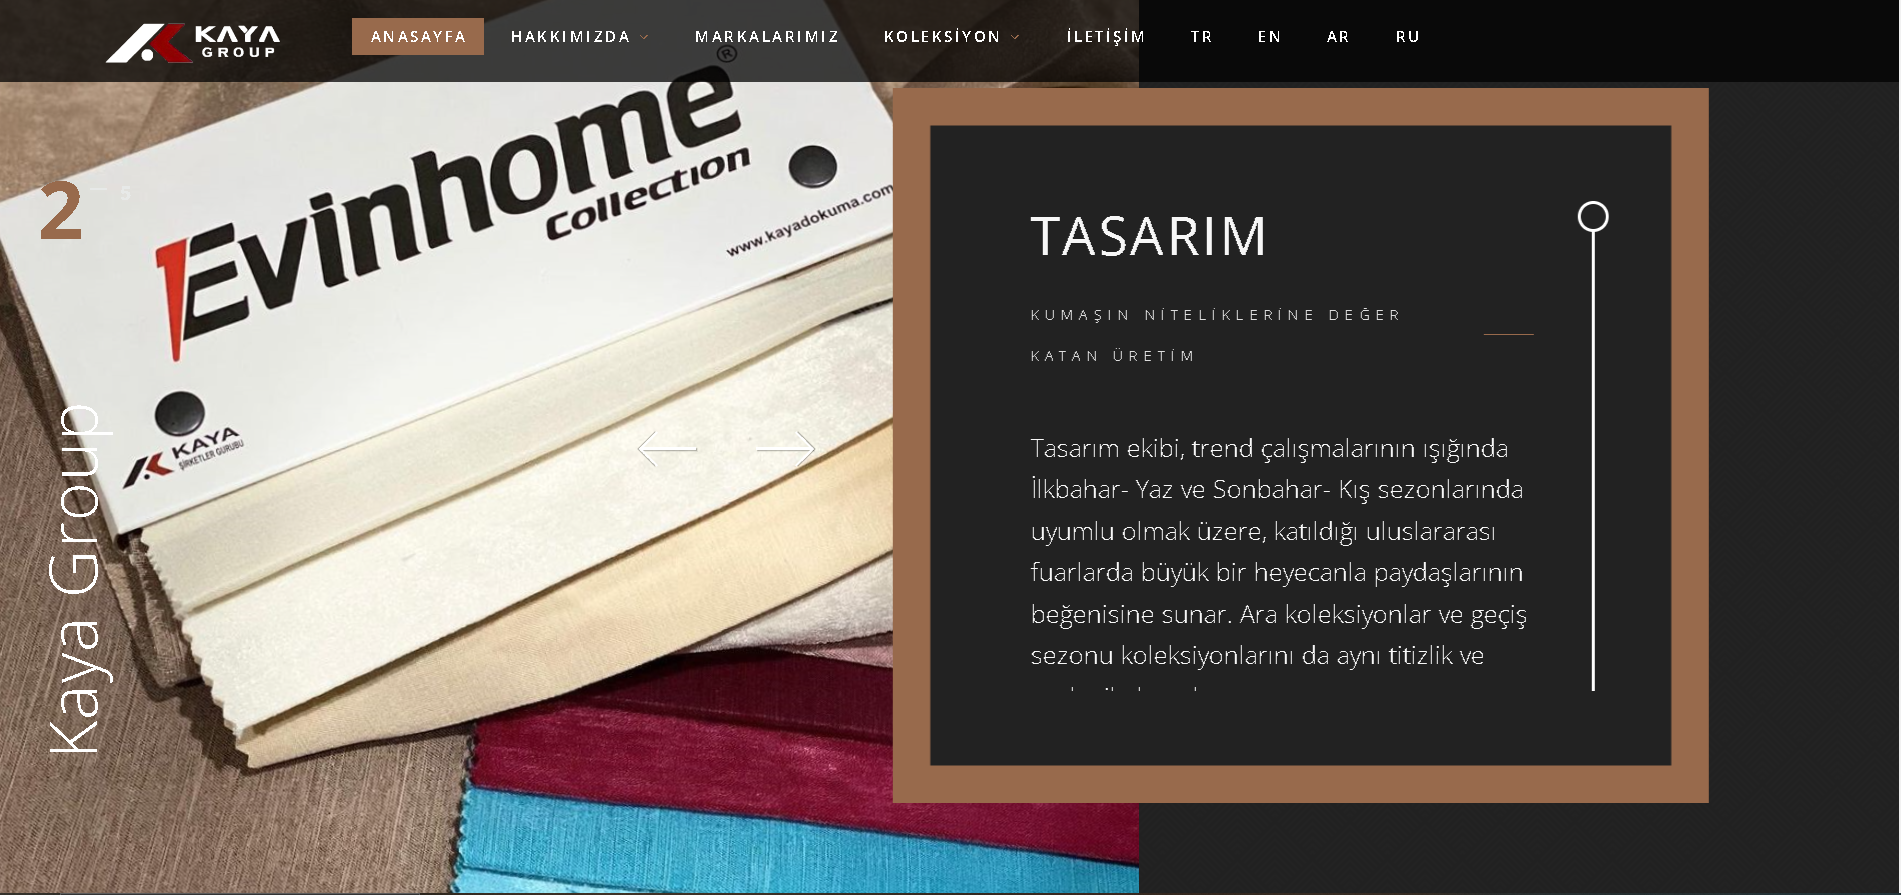 KAYA
GROUP
ANASAYFA
HAKKIMIZDA
MARKALARIMIZ
KOLEKSİYON
İLETİŞİM
TR
EN
AR
RU
2
5
Evinhome®
Collection
www.kayadokuma.com
KAYA
ŞİRKETLER GURUBU
Kaya Group
TASARIM
KUMAŞIN NİTELİKLERİNE DEĞER
KATAN ÜRETİM
Tasarım ekibi, trend çalışmalarının ışığında
İlkbahar- Yaz ve Sonbahar- Kış sezonlarında
uyumlu olmak üzere, katıldığı uluslararası
fuarlarda büyük bir heyecanla paydaşlarının
beğenisine sunar. Ara koleksiyonlar ve geçiş
sezonu koleksiyonlarını da aynı titizlik ve